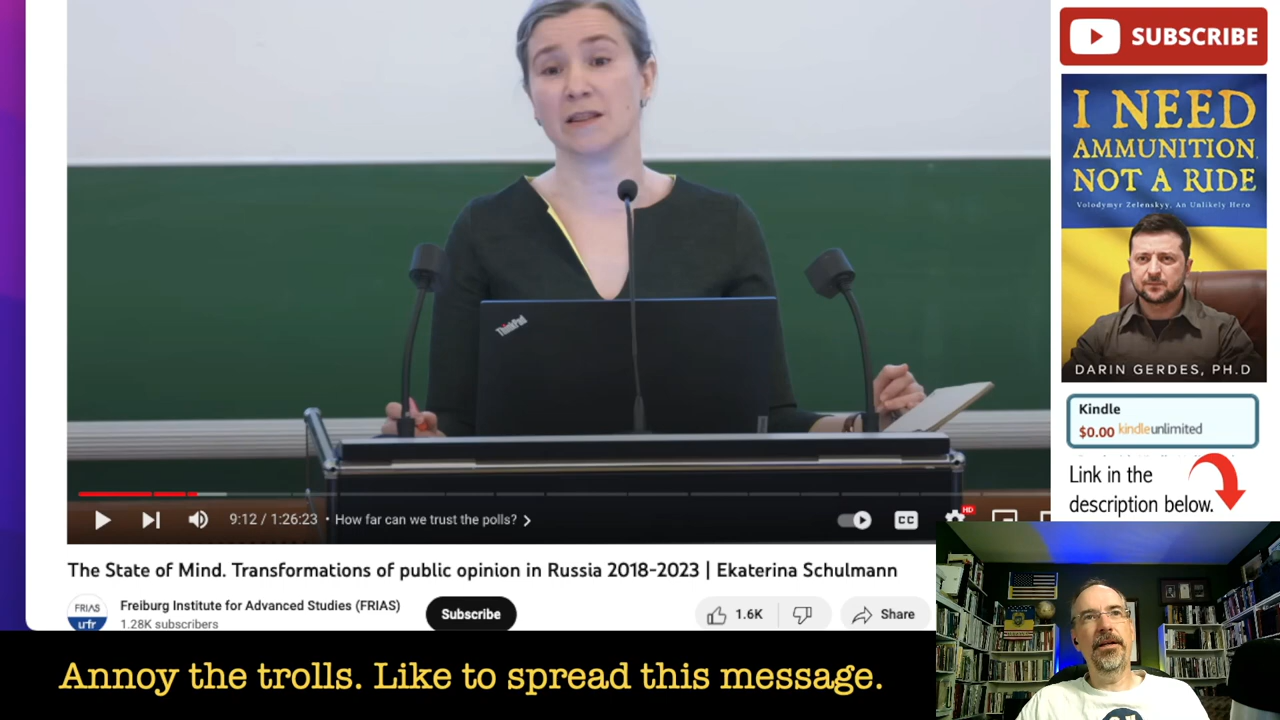 SUBSCRIBE
I NEED
AMMUNITION,
NOT A RIDE
Volodymyr Zelenskyy, An Unlikely Hero
DARIN GERDES, PH.D
Kindle
$0.00 kindleunlimited
Link in the
description below.
ThinkPad
9:12 / 1:26:23 • How far can we trust the polls? >
CC
HD
The State of Mind. Transformations of public opinion in Russia 2018-2023 | Ekaterina Schulmann
FRIAS
Freiburg Institute for Advanced Studies (FRIAS)
1.28K subscribers
Subscribe
1.6K
Share
Annoy the trolls. Like to spread this message.